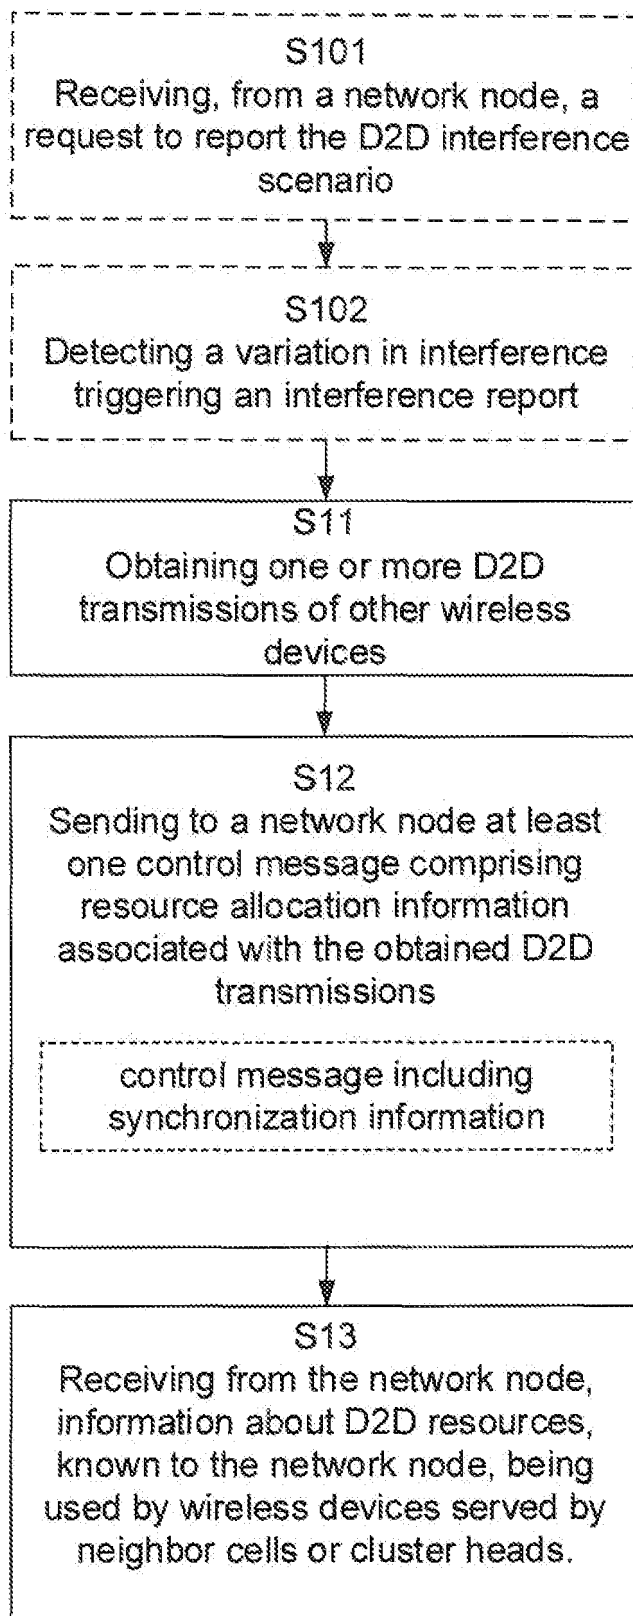 S101
Receiving, from a network node, a
request to report the D2D interference
scenario
S102
Detecting a variation in interference
triggering an interference report
S11
Obtaining one or more D2D
transmissions of other wireless
devices
S12
Sending to a network node at least
one control message comprising
resource allocation information
associated with the obtained D2D
transmissions
control message including
synchronization information
S13
Receiving from the network node,
information about D2D resources,
known to the network node, being
used by wireless devices served by
neighbor cells or cluster heads.